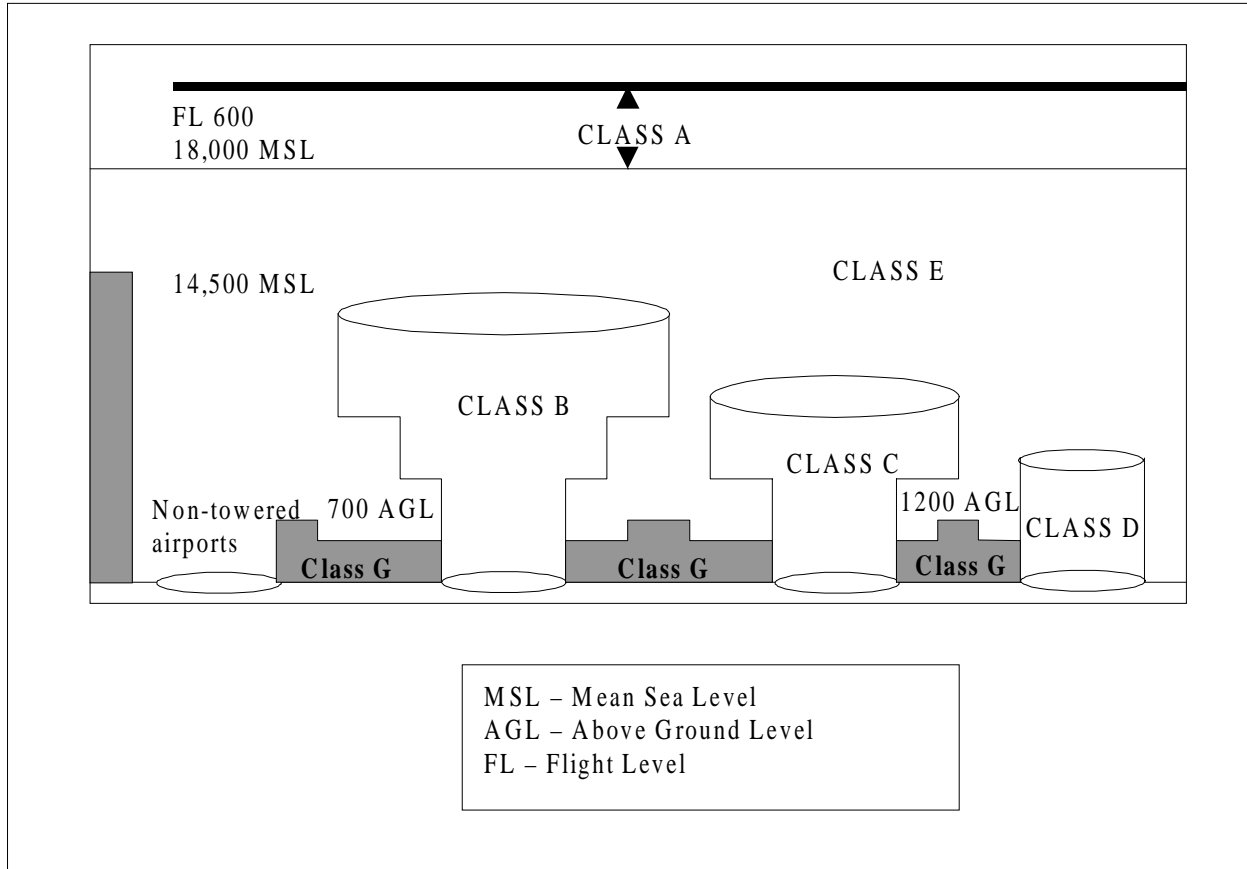 FL 600
18,000 MSL
CLASS A
14,500 MSL
CLASS E
CLASS B
CLASS C
Non-towered
airports
700 AGL
1200 AGL
CLASS D
Class G
Class G
Class G
MSL – Mean Sea Level
AGL – Above Ground Level
FL – Flight Level